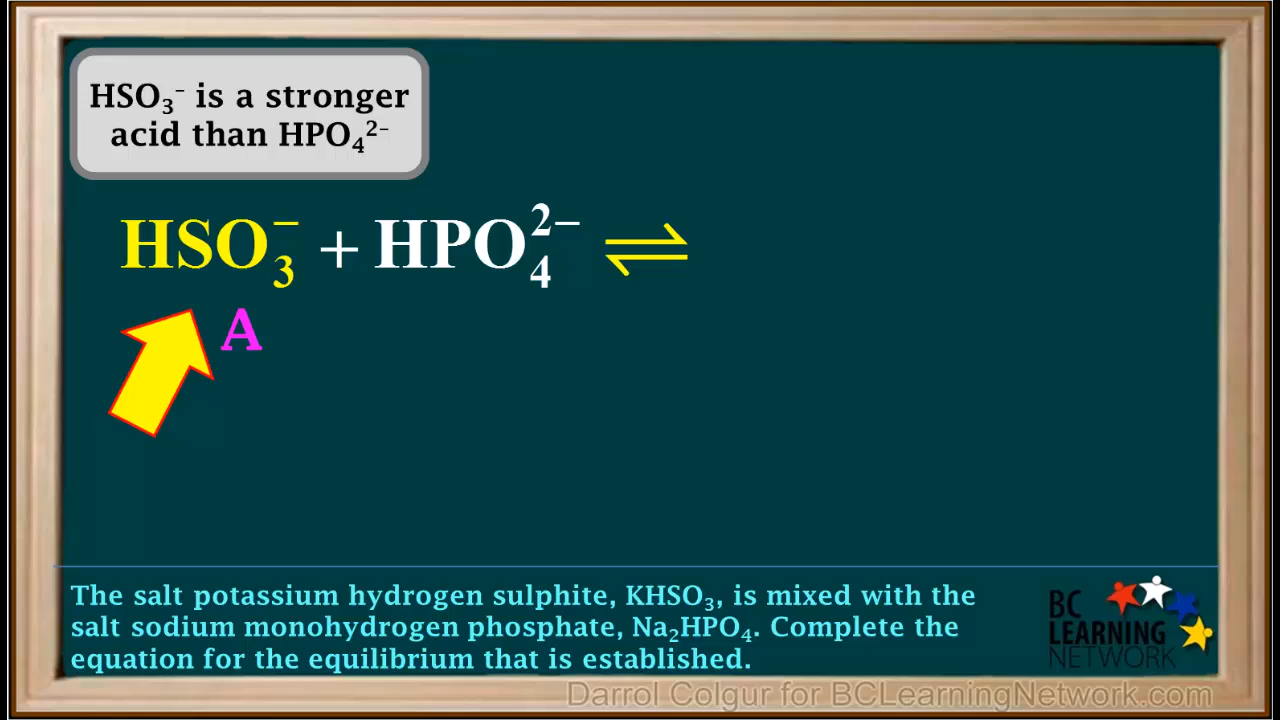 HSO₃⁻ is a stronger
acid than HPO₄²⁻
HSO₃⁻ + HPO₄²⁻ ⇌
A
The salt potassium hydrogen sulphite, KHSO₃, is mixed with the
salt sodium monohydrogen phosphate, Na₂HPO₄. Complete the
equation for the equilibrium that is established.
BC
LEARNING
NETWORK
Darrol Colgur for BCLearningNetwork.com